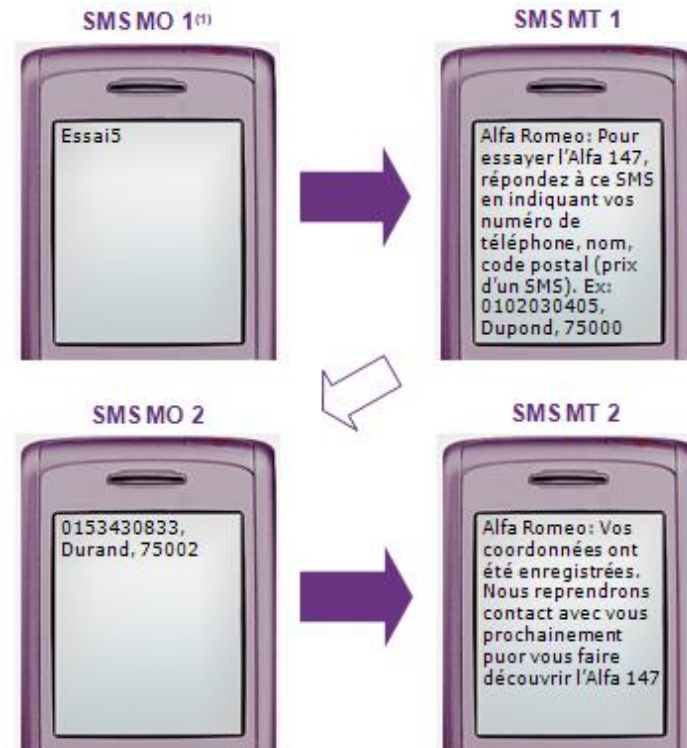 SMS MO 1(1)
SMS MT 1
Essai5
Alfa Romeo: Pour
essayer l'Alfa 147,
répondez à ce SMS
en indiquant vos
numéro de
téléphone, nom,
code postal (prix
d'un SMS). Ex:
0102030405,
Dupond, 75000
SMS MO 2
SMS MT 2
0153430833,
Durand, 75002
Alfa Romeo: Vos
coordonnées ont
été enregistrées.
Nous reprendrons
contact avec vous
prochainement
puor vous faire
découvrir l'Alfa 147